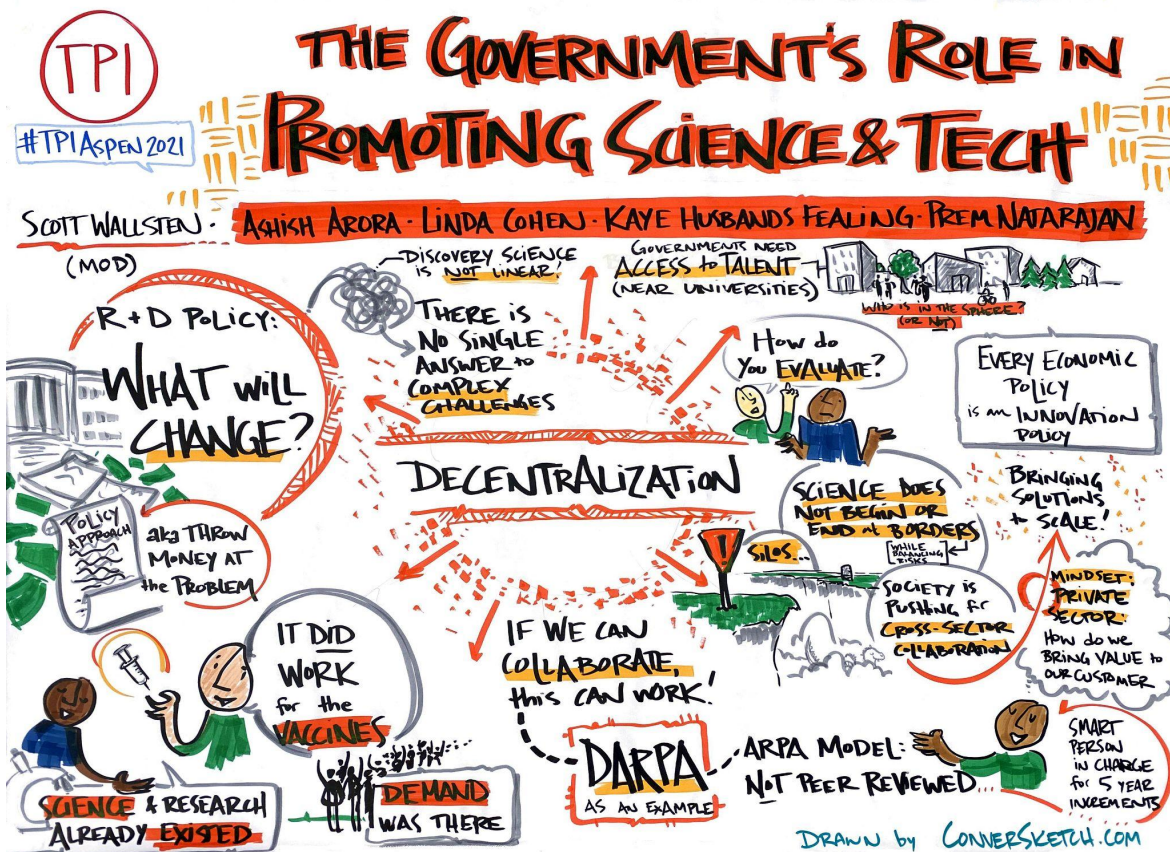 TPI
#TPIASPEN2021
THE GOVERNMENT'S ROLE IN
PROMOTING SCIENCE & TECH
SCOTT WALLSTEN ·
(MOD)
ASHISH ARORA · LINDA COHEN · KAYE HUSBANDS FEALING · PREM NATARAJAN
R + D POLICY:
WHAT WILL
CHANGE?
POLICY
APPROACH
aka THROW
MONEY AT
the PROBLEM
DISCOVERY SCIENCE
IS NOT LINEAR!
THERE IS
NO SINGLE
ANSWER to
COMPLEX
CHALLENGES
GOVERNMENTS NEED
ACCESS to TALENT
(NEAR UNIVERSITIES)
WHO IS IN THE SPHERE?
(OR NOT)
How do
You EVALUATE?
EVERY ECONOMIC
POLICY
is an INNOVATION
POLICY
DECENTRALIZATION
SCIENCE DOES
NOT BEGIN OR
END at BORDERS
WHILE
BALANCING
RISKS
SILOS...
SOCIETY IS
PUSHING for
CROSS-SECTOR
COLLABORATION
BRINGING
SOLUTIONS
to SCALE!
MINDSET:
PRIVATE
SECTOR:
How do we
BRING VALUE to
OUR CUSTOMER
IT DID
WORK
for the
VACCINES
SCIENCE & RESEARCH
ALREADY EXISTED
DEMAND
WAS THERE
IF WE CAN
COLLABORATE,
this CAN WORK!
DARPA
AS AN EXAMPLE
ARPA MODEL:
NOT PEER REVIEWED...
SMART
PERSON
IN CHARGE
for 5 YEAR
INCREMENTS
DRAWN by CONVERSKETCH.COM